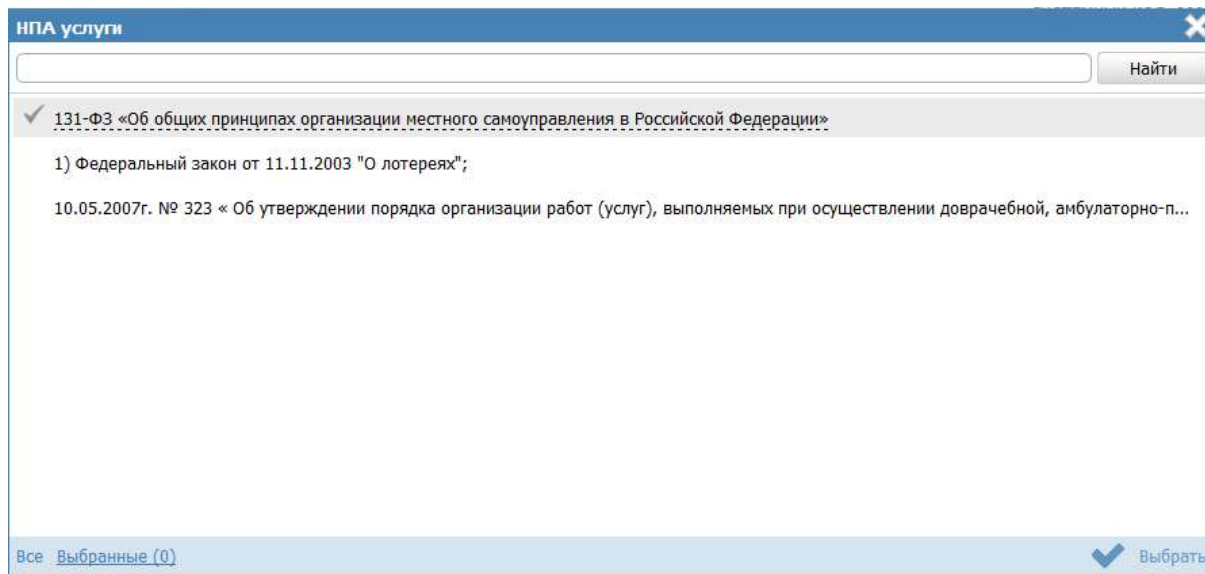 НПА услуги
Найти
131-ФЗ «Об общих принципах организации местного самоуправления в Российской Федерации»
1) Федеральный закон от 11.11.2003 "О лотереях";
10.05.2007г. № 323 « Об утверждении порядка организации работ (услуг), выполняемых при осуществлении доврачебной, амбулаторно-п...
Все Выбранные (0) Выбрать